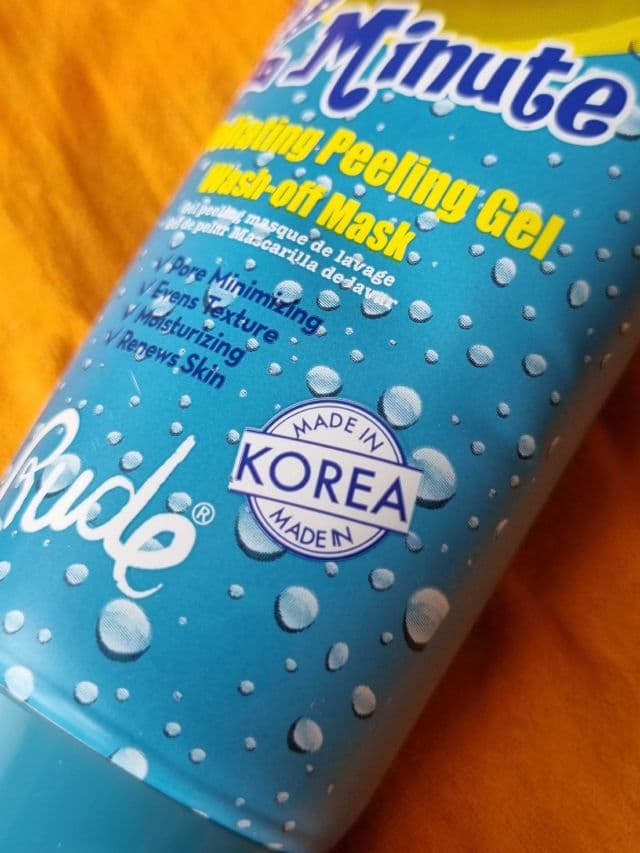 Minute
Peeling Gel
Wash-off Mask
Gel peeling masque de lavage
Gel de pelar Mascarilla de lavar
✓ Pore Minimizing
✓ Evens Texture
✓ Moisturizing
✓ Renews Skin
Rude®
MADE IN
KOREA
MADE IN